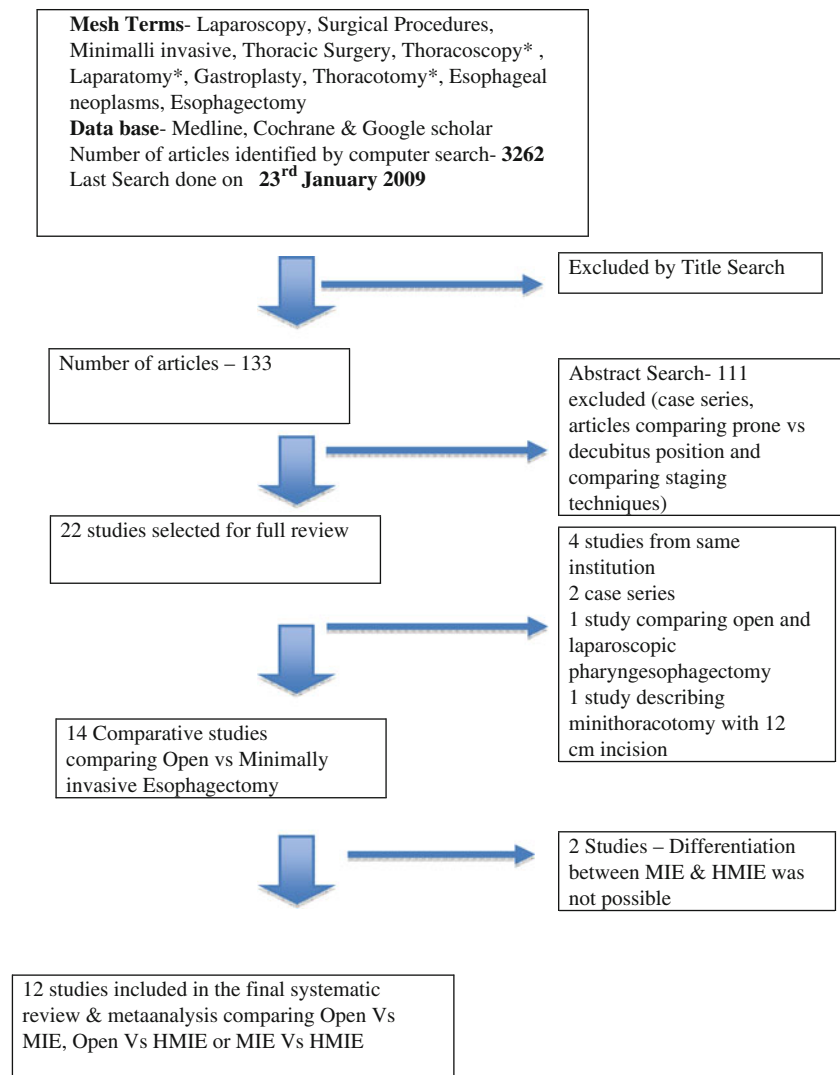 Mesh Terms- Laparoscopy, Surgical Procedures,
Minimalli invasive, Thoracic Surgery, Thoracoscopy* ,
Laparatomy*, Gastroplasty, Thoracotomy*, Esophageal
neoplasms, Esophagectomy
Data base- Medline, Cochrane & Google scholar
Number of articles identified by computer search- 3262
Last Search done on 23rd January 2009
Excluded by Title Search
Number of articles – 133
Abstract Search- 111
excluded (case series,
articles comparing prone vs
decubitus position and
comparing staging
techniques)
22 studies selected for full review
4 studies from same
institution
2 case series
1 study comparing open and
laparoscopic
pharyngesophagectomy
1 study describing
minithoracotomy with 12
cm incision
14 Comparative studies
comparing Open vs Minimally
invasive Esophagectomy
2 Studies – Differentiation
between MIE & HMIE was
not possible
12 studies included in the final systematic
review & metaanalysis comparing Open Vs
MIE, Open Vs HMIE or MIE Vs HMIE